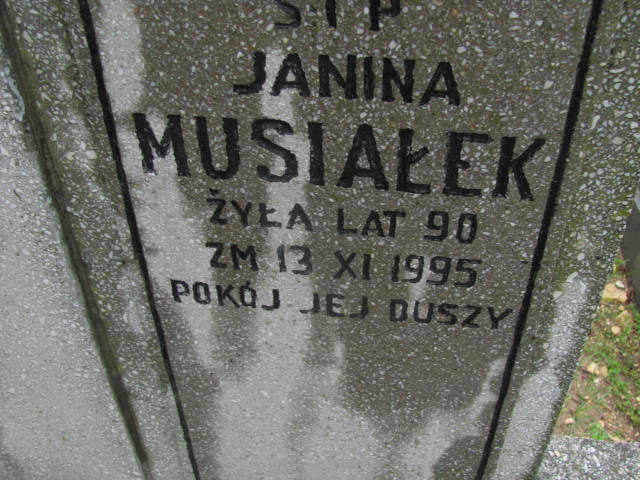 Ś.†P
JANINA
MUSIAŁEK
ŻYŁA LAT 90
ZM 13 XI 1995
POKÓJ JEJ DUSZY